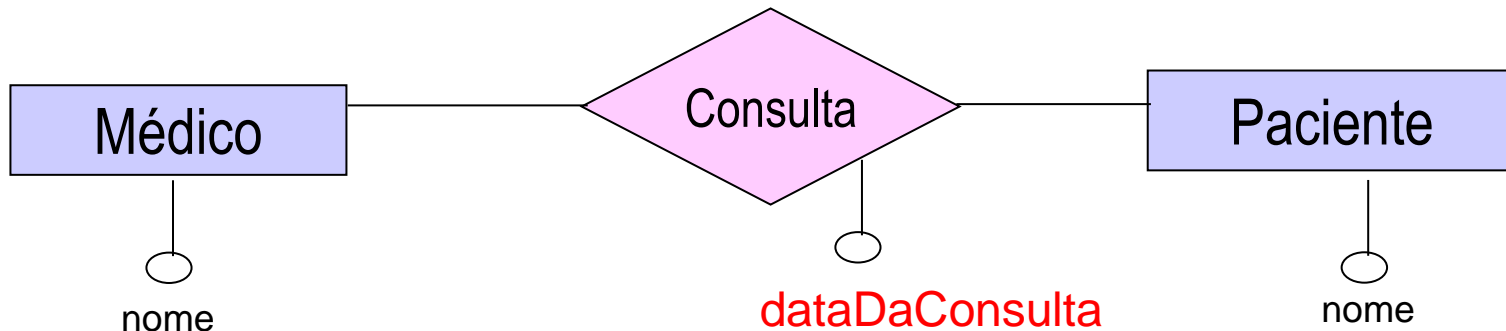 Médico
Consulta
Paciente
nome
dataDaConsulta
nome